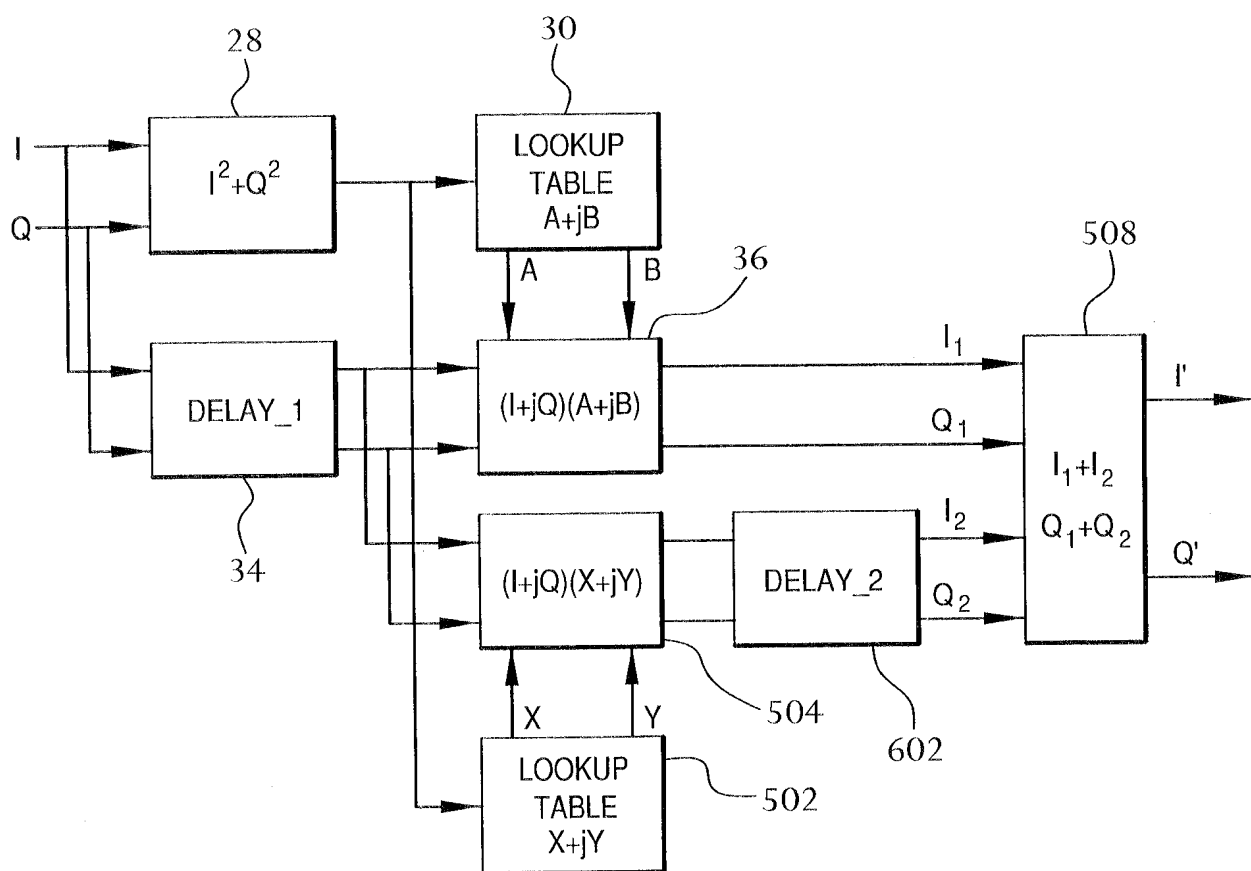 28
30
I
Q
I²+Q²
LOOKUP
TABLE
A+jB
A
B
36
508
DELAY_1
34
(I+jQ)(A+jB)
I₁
Q₁
I'
I₁+I₂
Q₁+Q₂
Q'
(I+jQ)(X+jY)
DELAY_2
I₂
Q₂
504
602
X
Y
LOOKUP
TABLE
X+jY
502